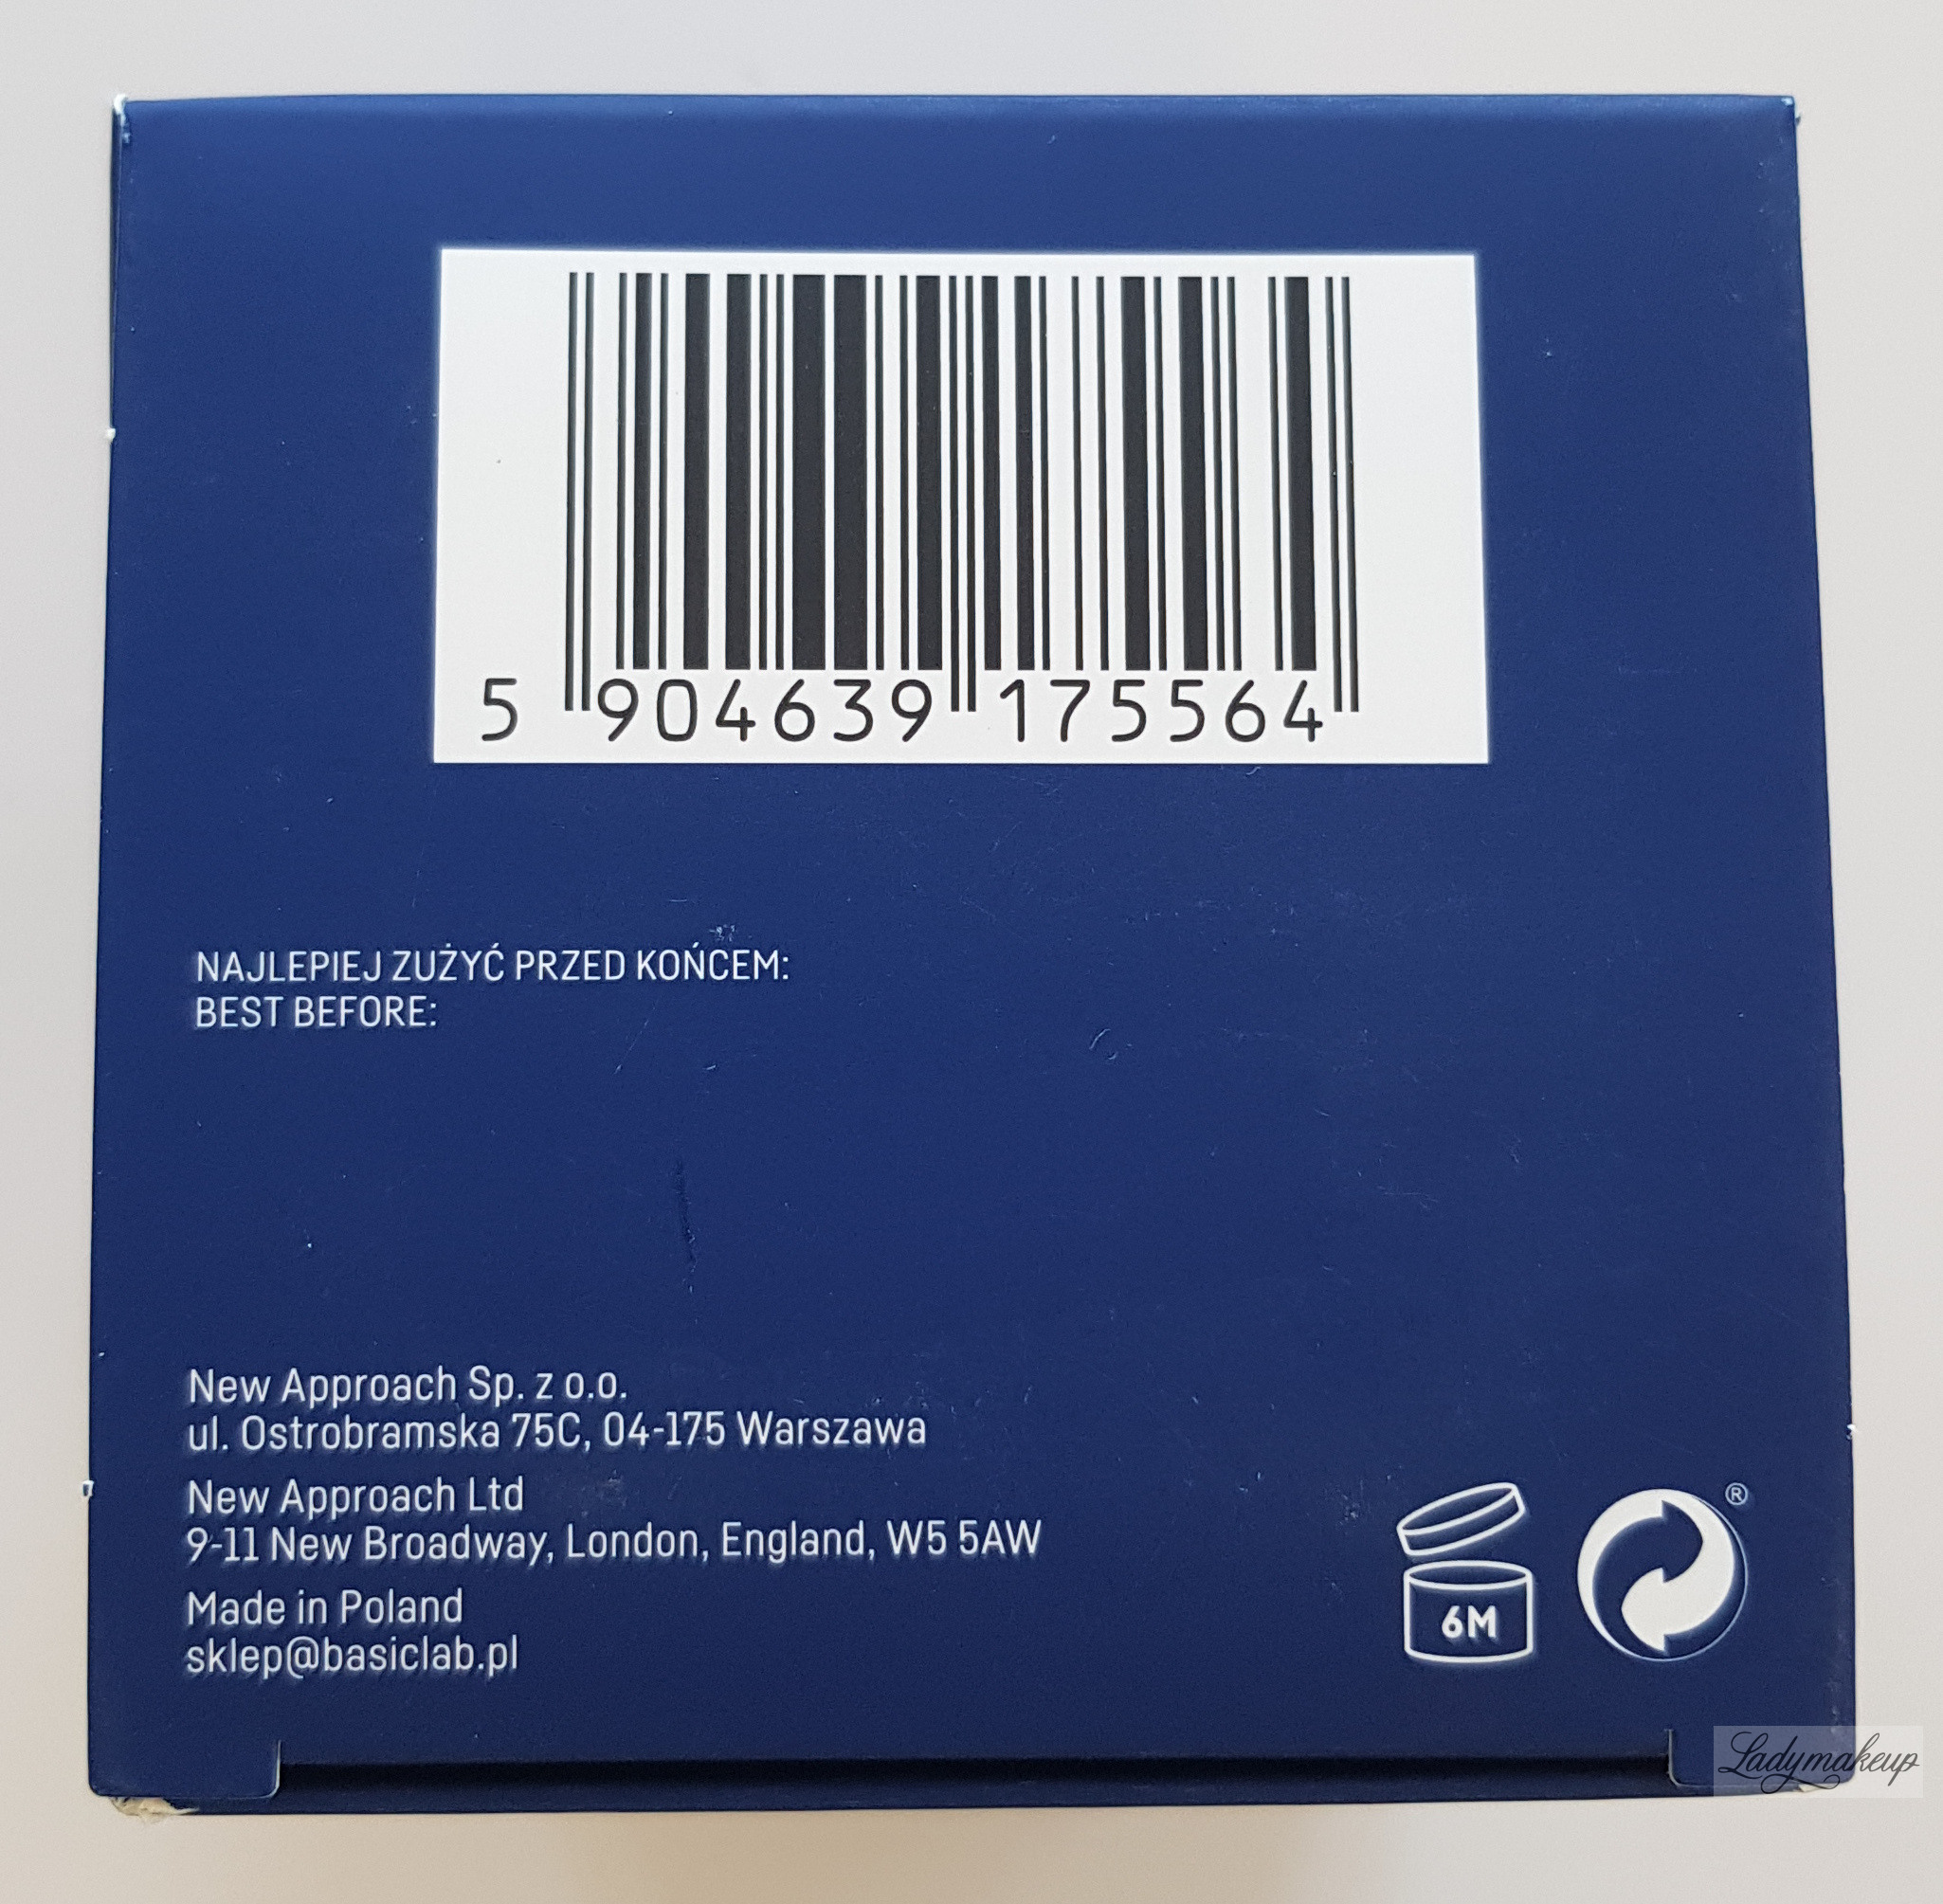 5 904639 175564
NAJLEPIEJ ZUŻYĆ PRZED KOŃCEM:
BEST BEFORE:
New Approach Sp. z o.o.
ul. Ostrobramska 75C, 04-175 Warszawa
New Approach Ltd
9-11 New Broadway, London, England, W5 5AW
Made in Poland
sklep@basiclab.pl
6M
®
Ladymakeup